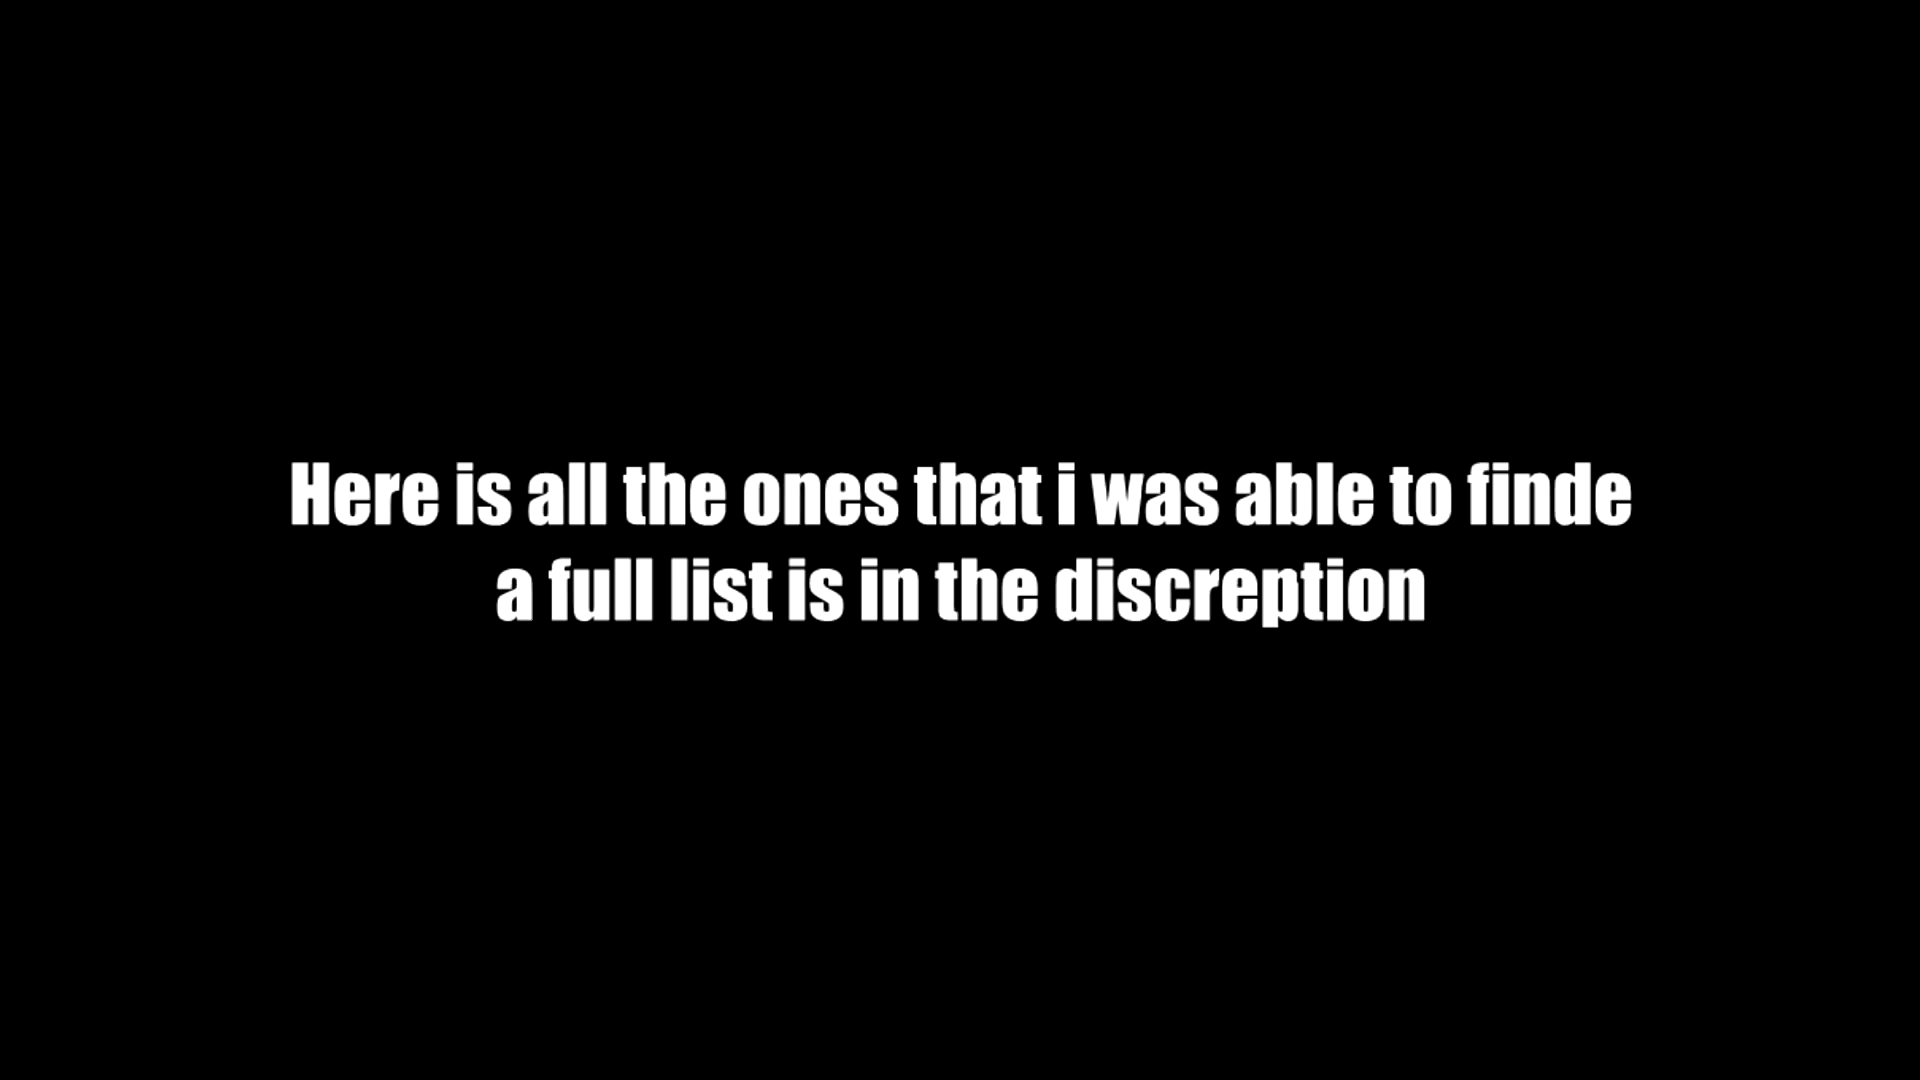 Here is all the ones that i was able to finde
a full list is in the discreption